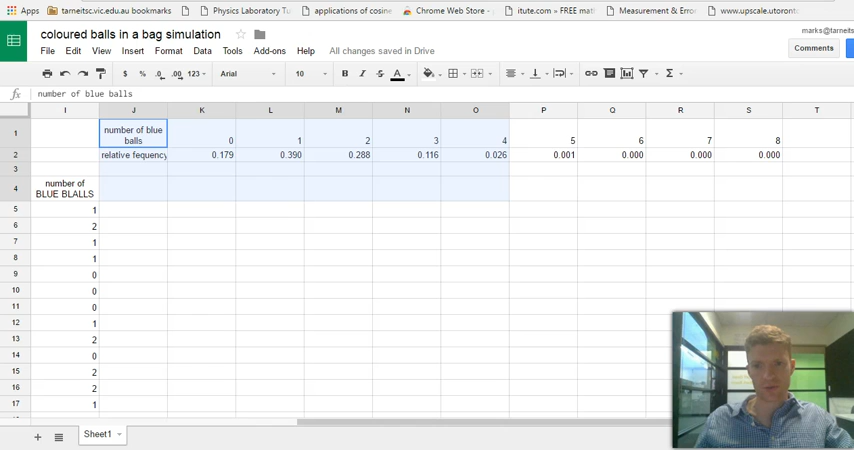 Apps tarneitsc.vic.edu.au bookmarks Physics Laboratory Tu applications of cosine Chrome Web Store - itute.com » FREE mat Measurement & Erro www.upscale.utoront
coloured balls in a bag simulation
marks@tarneits
File Edit View Insert Format Data Tools Add-ons Help All changes saved in Drive
Comments
$ % .0 .00 123 Arial 10 B I S A Σ
fx number of blue balls
I J K L M N O P Q R S T
1 number of blue balls 0 1 2 3 4 5 6 7 8
2 relative fequency 0.179 0.390 0.288 0.116 0.026 0.001 0.000 0.000 0.000
3
4 number of BLUE BLALLS
5 1
6 2
7 1
8 1
9 0
10 0
11 0
12 1
13 2
14 0
15 2
16 2
17 1
+ Sheet1